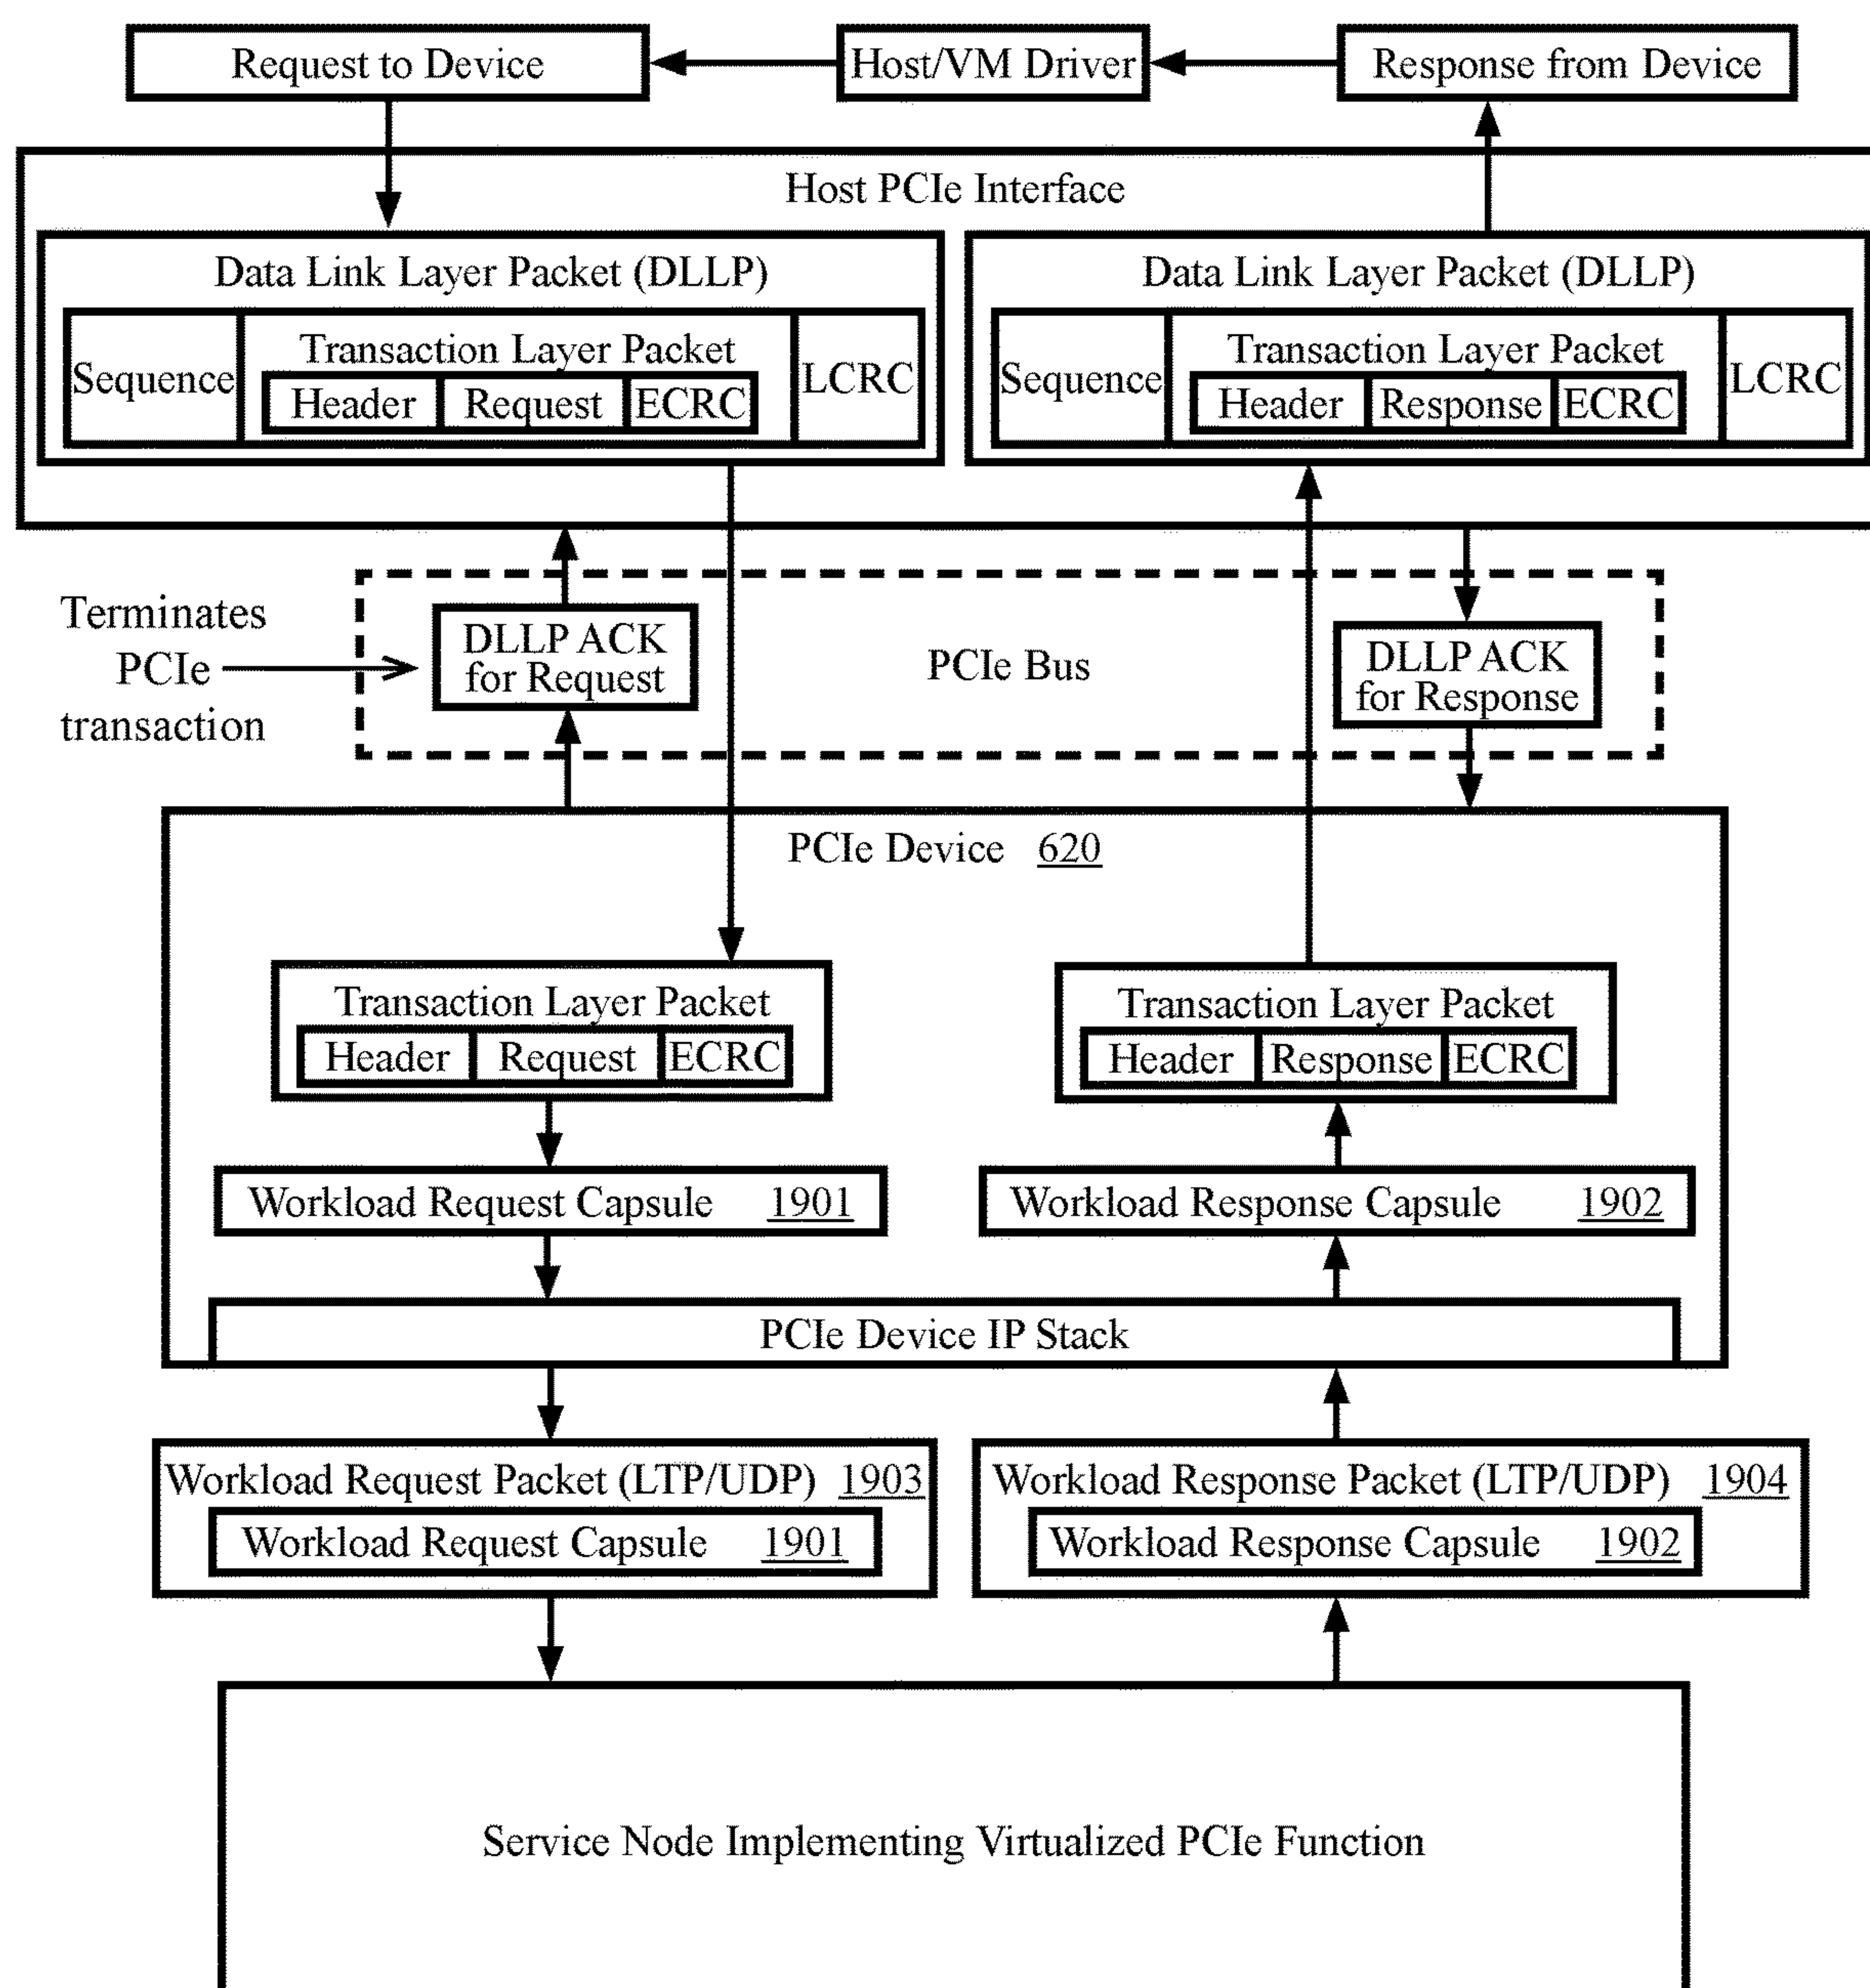 Request to Device
Host/VM Driver
Response from Device
Host PCIe Interface
Data Link Layer Packet (DLLP)
Sequence
Transaction Layer Packet
Header
Request
ECRC
LCRC
Data Link Layer Packet (DLLP)
Sequence
Transaction Layer Packet
Header
Response
ECRC
LCRC
Terminates
PCIe
transaction
DLLP ACK
for Request
PCIe Bus
DLLP ACK
for Response
PCIe Device 620
Transaction Layer Packet
Header
Request
ECRC
Transaction Layer Packet
Header
Response
ECRC
Workload Request Capsule 1901
Workload Response Capsule 1902
PCIe Device IP Stack
Workload Request Packet (LTP/UDP) 1903
Workload Request Capsule 1901
Workload Response Packet (LTP/UDP) 1904
Workload Response Capsule 1902
Service Node Implementing Virtualized PCIe Function